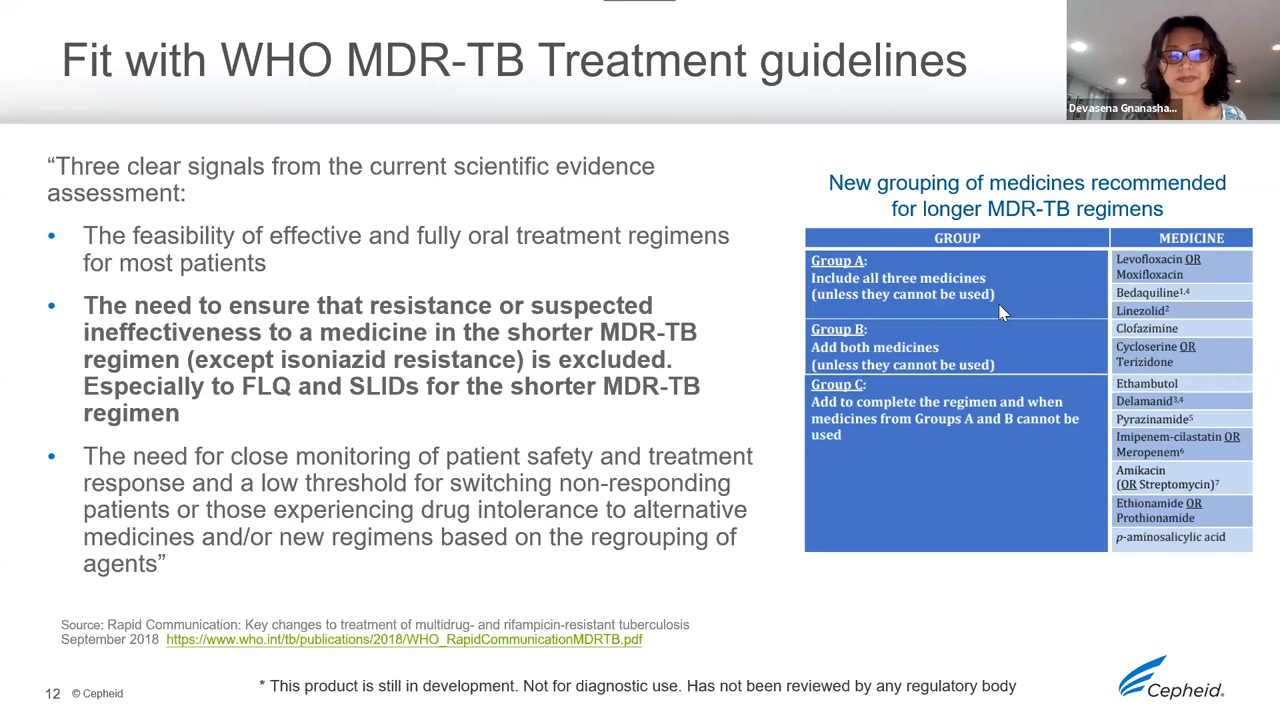 Fit with WHO MDR-TB Treatment guidelines
Devasena Gnanasha...
“Three clear signals from the current scientific evidence
assessment:
• The feasibility of effective and fully oral treatment regimens
for most patients
• The need to ensure that resistance or suspected
ineffectiveness to a medicine in the shorter MDR-TB
regimen (except isoniazid resistance) is excluded.
Especially to FLQ and SLIDs for the shorter MDR-TB
regimen
• The need for close monitoring of patient safety and treatment
response and a low threshold for switching non-responding
patients or those experiencing drug intolerance to alternative
medicines and/or new regimens based on the regrouping of
agents”
New grouping of medicines recommended
for longer MDR-TB regimens
GROUP MEDICINE
Group A:
Include all three medicines
(unless they cannot be used)
Levofloxacin OR
Moxifloxacin
Bedaquiline1,4
Linezolid2
Group B:
Add both medicines
(unless they cannot be used)
Clofazimine
Cycloserine OR
Terizidone
Group C:
Add to complete the regimen and when
medicines from Groups A and B cannot be
used
Ethambutol
Delamanid3,4
Pyrazinamide5
Imipenem-cilastatin OR
Meropenem6
Amikacin
(OR Streptomycin)7
Ethionamide OR
Prothionamide
p-aminosalicylic acid
Source: Rapid Communication: Key changes to treatment of multidrug- and rifampicin-resistant tuberculosis
September 2018 https://www.who.int/tb/publications/2018/WHO_RapidCommunicationMDRTB.pdf
12 © Cepheid
* This product is still in development. Not for diagnostic use. Has not been reviewed by any regulatory body
Cepheid.